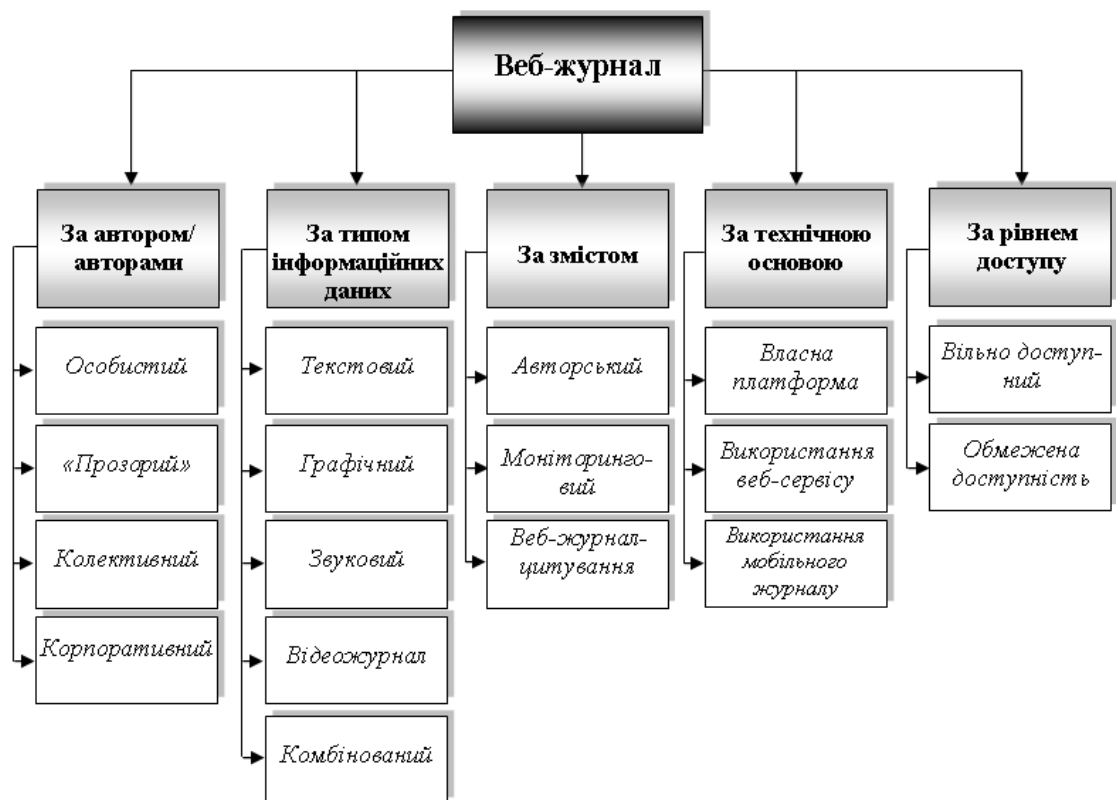 Веб-журнал
За автором/
авторами
Особистий
«Прозорий»
Колективний
Корпоративний
За типом
інформаційних
даних
Текстовий
Графічний
Звуковий
Відеожурнал
Комбінований
За змістом
Авторський
Моніторинго-
вий
Веб-журнал-
цитування
За технічною
основою
Власна
платформа
Використання
веб-сервісу
Використання
мобільного
журналу
За рівнем
доступу
Вільно доступ-
ний
Обмежена
доступність